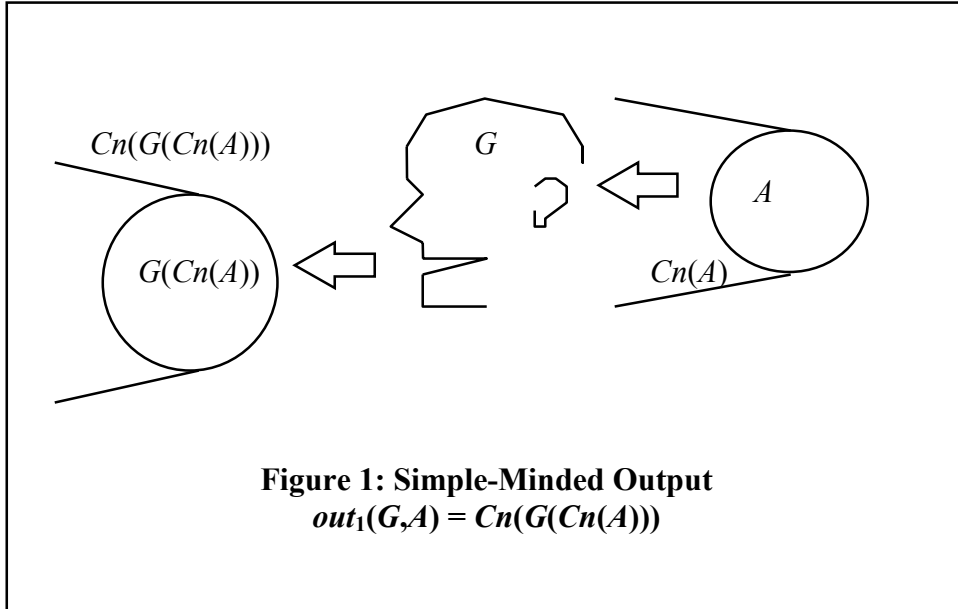 Cn(G(Cn(A)))
G
A
G(Cn(A))
Cn(A)
Figure 1: Simple-Minded Output
out₁(G,A) = Cn(G(Cn(A)))